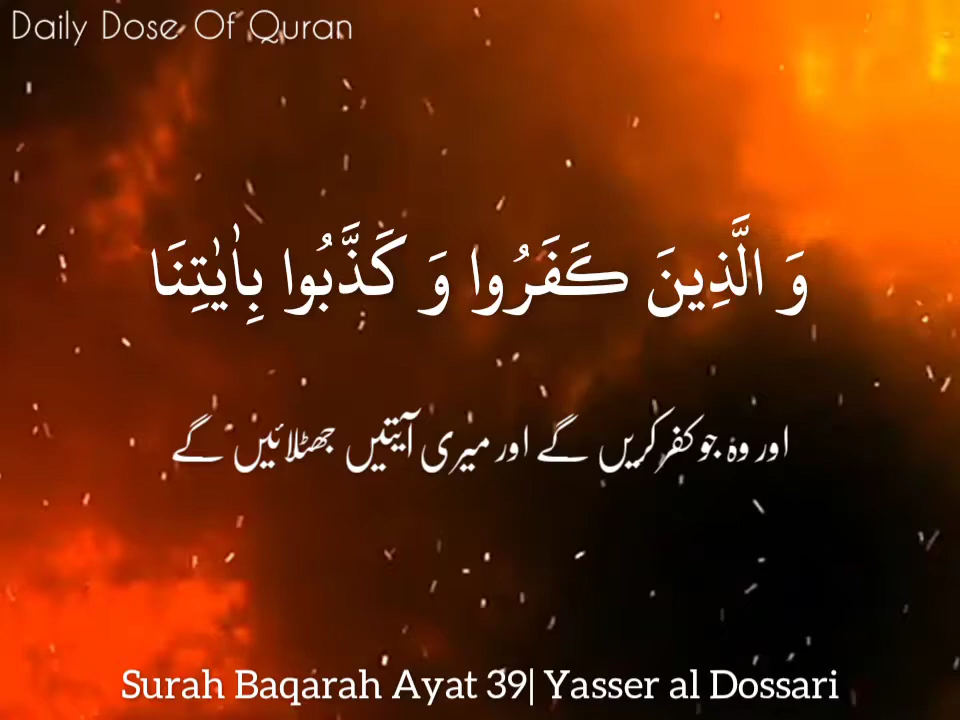 Daily Dose Of Quran
وَ الَّذِينَ كَفَرُوا وَ كَذَّبُوا بِاٰيٰتِنَا
اور وہ جو کفر کریں گے اور میری آیتیں جھٹلائیں گے
Surah Baqarah Ayat 39| Yasser al Dossari